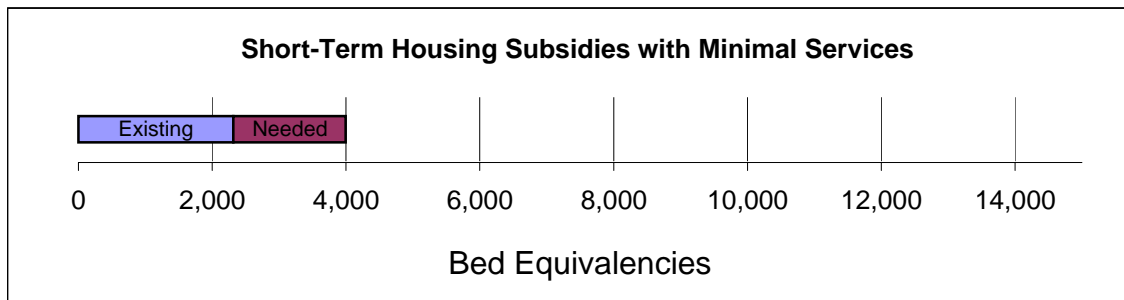 Short-Term Housing Subsidies with Minimal Services
Existing Needed
0 2,000 4,000 6,000 8,000 10,000 12,000 14,000
Bed Equivalencies